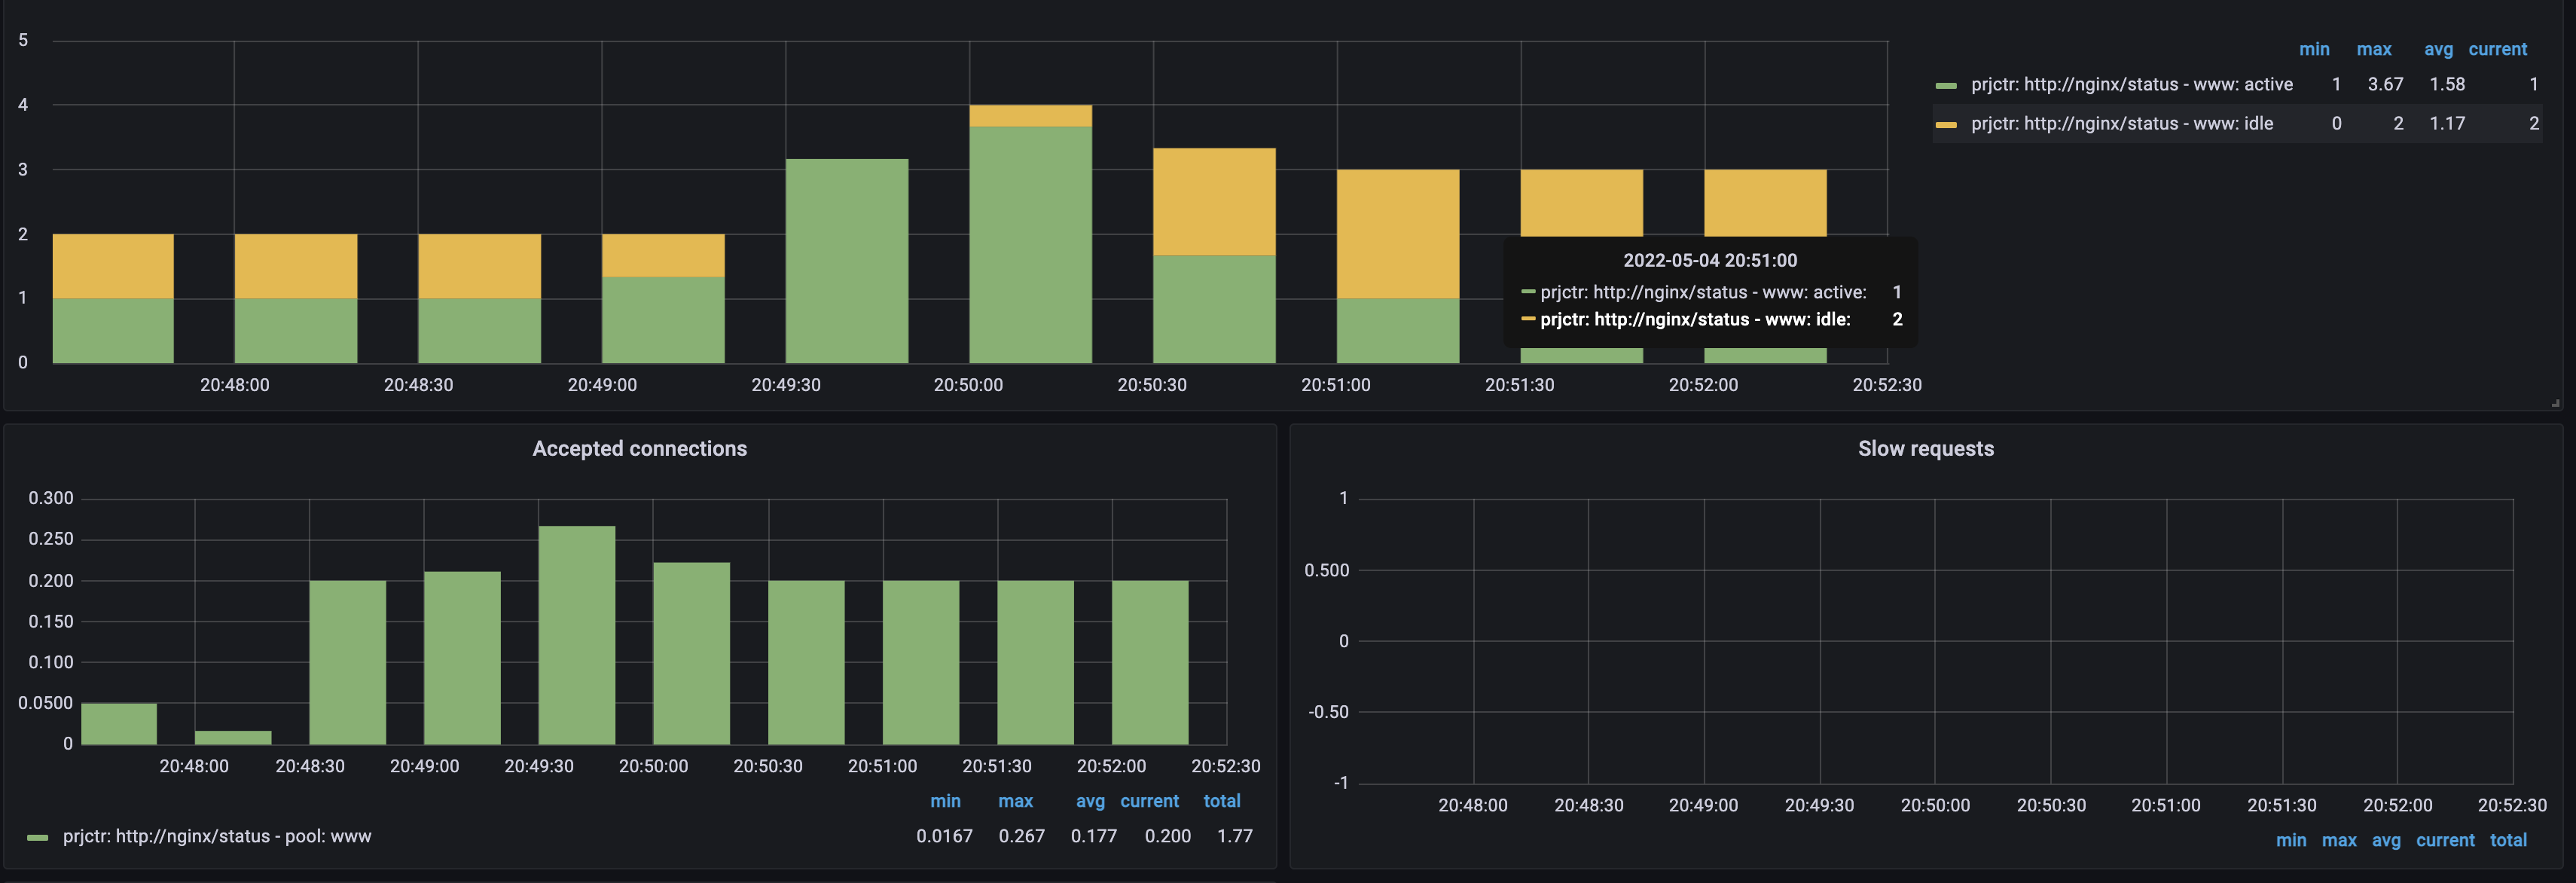 5
4
3
2
1
0
20:48:00 20:48:30 20:49:00 20:49:30 20:50:00 20:50:30 20:51:00 20:51:30 20:52:00 20:52:30
min max avg current
prjctr: http://nginx/status - www: active 1 3.67 1.58 1
prjctr: http://nginx/status - www: idle 0 2 1.17 2
2022-05-04 20:51:00
prjctr: http://nginx/status - www: active: 1
prjctr: http://nginx/status - www: idle: 2
Accepted connections
0.300
0.250
0.200
0.150
0.100
0.0500
0
20:48:00 20:48:30 20:49:00 20:49:30 20:50:00 20:50:30 20:51:00 20:51:30 20:52:00 20:52:30
min max avg current total
prjctr: http://nginx/status - pool: www 0.0167 0.267 0.177 0.200 1.77
Slow requests
1
0.500
0
-0.50
-1
20:48:00 20:48:30 20:49:00 20:49:30 20:50:00 20:50:30 20:51:00 20:51:30 20:52:00 20:52:30
min max avg current total